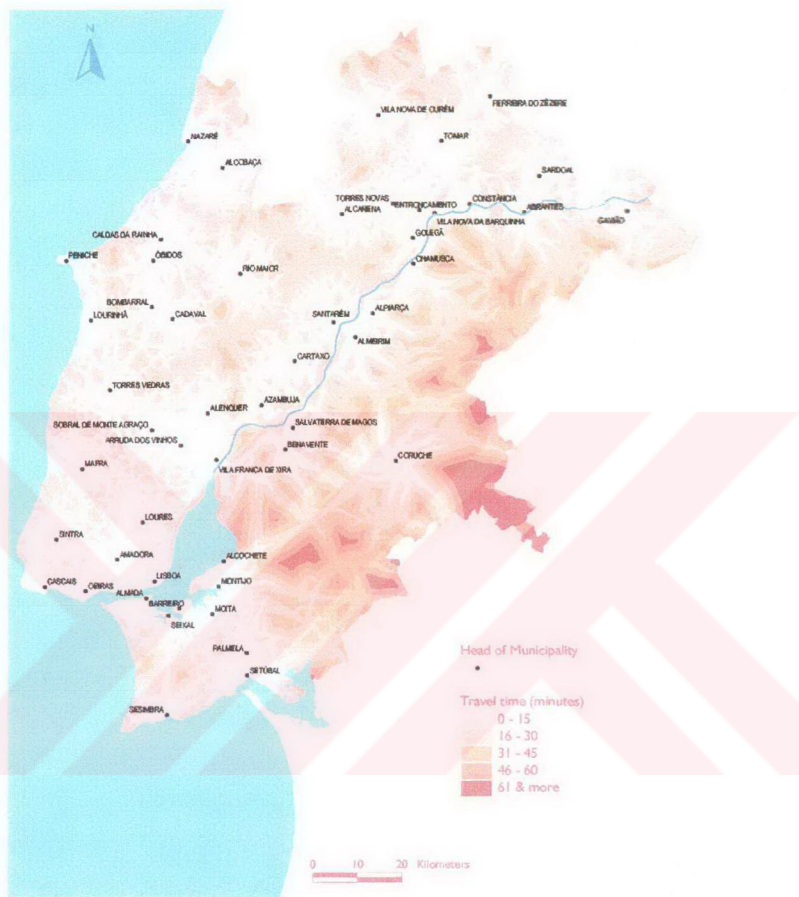 N
VILA NOVA DE OURÉM
FERREIRA DO ZÊZERE
NAZARÉ
TOMAR
ALCOBAÇA
SARDOAL
TORRES NOVAS
ENTRONCAMENTO
CONSTÂNCIA
ALCANENA
ABRANTES
VILA NOVA DA BARQUINHA
GAVIÃO
GOLEGÃ
CALDAS DA RAINHA
PENICHE
ÓBIDOS
CHAMUSCA
RIO MAIOR
BOMBARRAL
LOURINHÃ
CADAVAL
SANTARÉM
ALPIARÇA
ALMEIRIM
CARTAXO
TORRES VEDRAS
AZAMBUJA
ALENQUER
SOBRAL DE MONTE AGRAÇO
SALVATERRA DE MAGOS
ARRUDA DOS VINHOS
BENAVENTE
MAFRA
VILA FRANCA DE XIRA
CORUCHE
LOURES
SINTRA
AMADORA
ALCOCHETE
CASCAIS
OEIRAS
LISBOA
MONTIJO
ALMADA
BARREIRO
MOITA
SEIXAL
PALMELA
SETÚBAL
SESIMBRA
Head of Municipality
Travel time (minutes)
0 - 15
16 - 30
31 - 45
46 - 60
61 & more
0 10 20 Kilometers